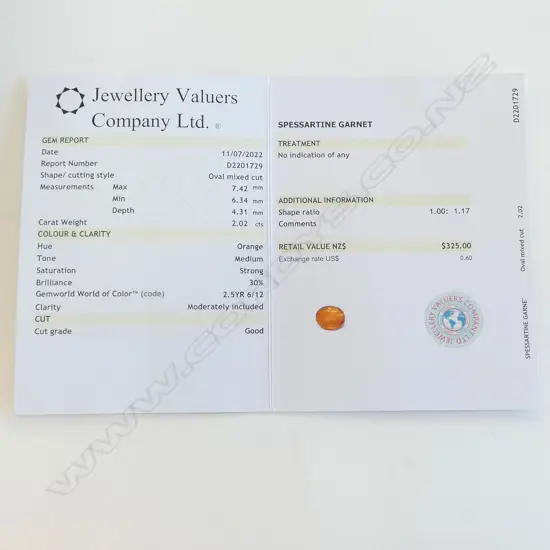 Jewellery Valuers
Company Ltd. ®
GEM REPORT
Date 11/07/2022
Report Number D2201729
Shape/ cutting style Oval mixed cut
Measurements Max 7.42 mm
Min 6.34 mm
Depth 4.31 mm
Carat Weight 2.02 cts
COLOUR & CLARITY
Hue Orange
Tone Medium
Saturation Strong
Brilliance 30%
Gemworld World of Color™ (code) 2.5YR 6/12
Clarity Moderately included
CUT
Cut grade Good
SPESSARTINE GARNET
TREATMENT
No indication of any
ADDITIONAL INFORMATION
Shape ratio 1.00: 1.17
Comments
RETAIL VALUE NZ$ $325.00
Exchange rate US$ 0.60
JEWELLERY VALUERS COMPANY LTD
D2201729
Oval mixed cut 2.02
SPESSARTINE GARNE